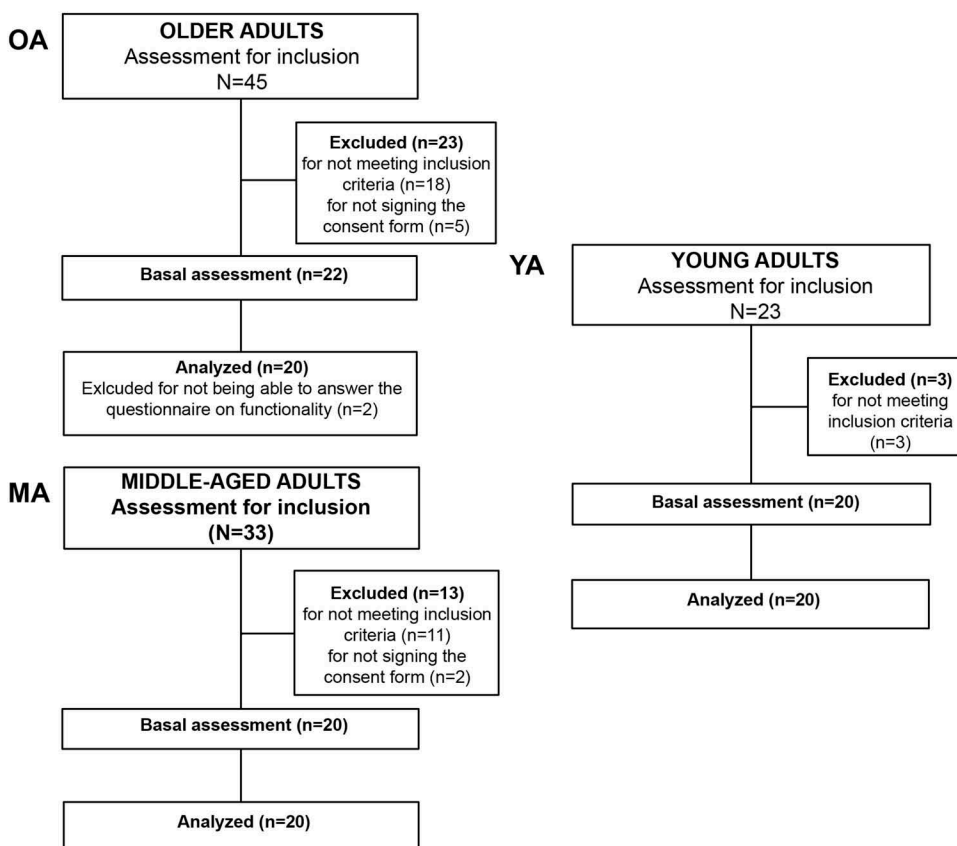 OA
OLDER ADULTS
Assessment for inclusion
N=45
Excluded (n=23)
for not meeting inclusion
criteria (n=18)
for not signing the
consent form (n=5)
Basal assessment (n=22)
Analyzed (n=20)
Exlcuded for not being able to answer the
questionnaire on functionality (n=2)
MA
MIDDLE-AGED ADULTS
Assessment for inclusion
(N=33)
Excluded (n=13)
for not meeting inclusion
criteria (n=11)
for not signing the
consent form (n=2)
Basal assessment (n=20)
Analyzed (n=20)
YA
YOUNG ADULTS
Assessment for inclusion
N=23
Excluded (n=3)
for not meeting
inclusion criteria
(n=3)
Basal assessment (n=20)
Analyzed (n=20)